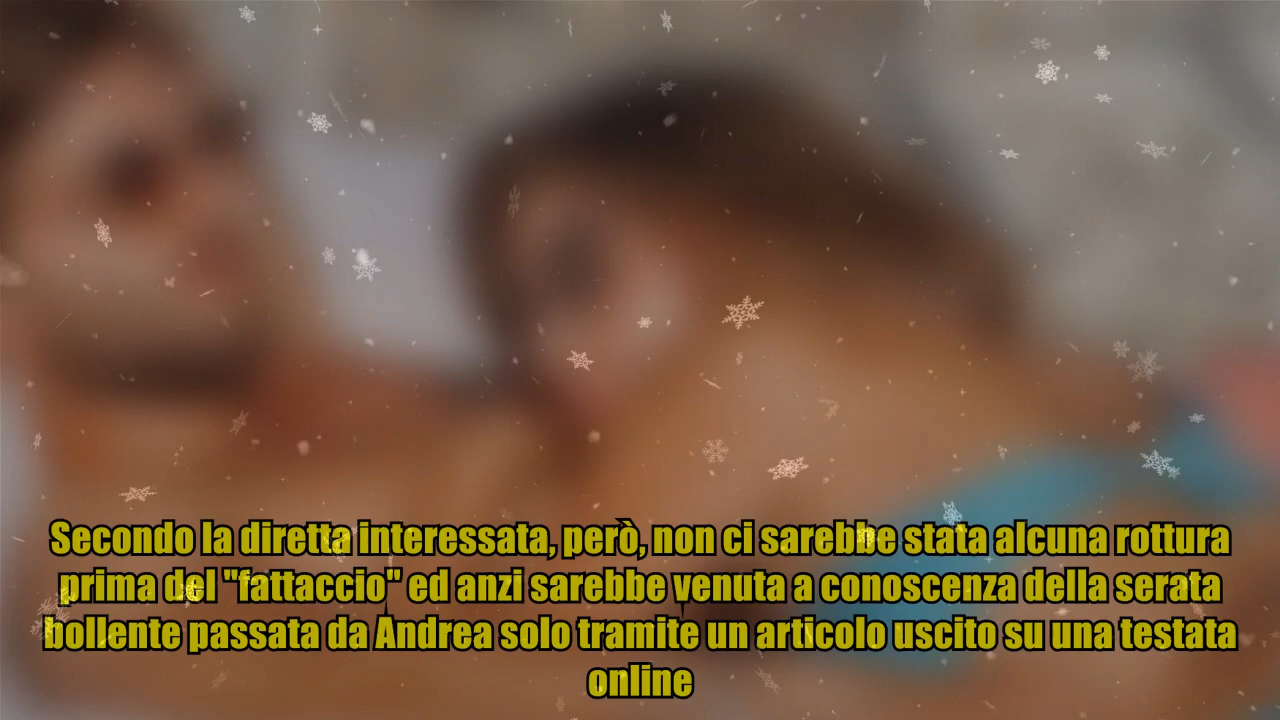 Secondo la diretta interessata, però, non ci sarebbe stata alcuna rottura
prima del "fattaccio" ed anzi sarebbe venuta a conoscenza della serata
bollente passata da Andrea solo tramite un articolo uscito su una testata
online